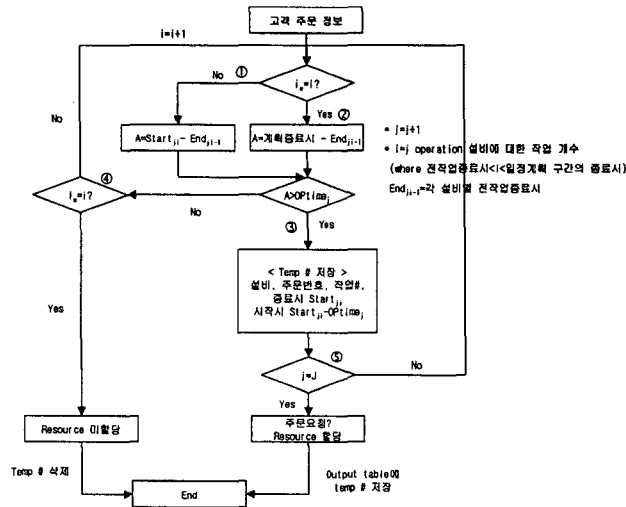 고객 주문 정보
i=i+1
①
iₑ=i?
No
Yes ②
A=Startⱼᵢ- Endⱼᵢ₋₁
A=계획종료시 - Endⱼᵢ₋₁
• j=j+1
• i=j operation 설비에 대한 작업 개수
(where 전작업종료시<i<일정계획 구간의 종료시)
Endⱼᵢ₋₁=각 설비별 전작업종료시
No
④
iₑ=i?
A>OPtimeⱼ
No
Yes
③
< Temp # 저장 >
설비, 주문번호, 작업#,
종료시 Startⱼᵢ,
시작시 Startⱼᵢ-OPtimeⱼ
Yes
⑤
j=J
No
Yes
Resource 미할당
주문요청?
Resource 할당
Temp # 삭제
Output table에
temp # 저장
End